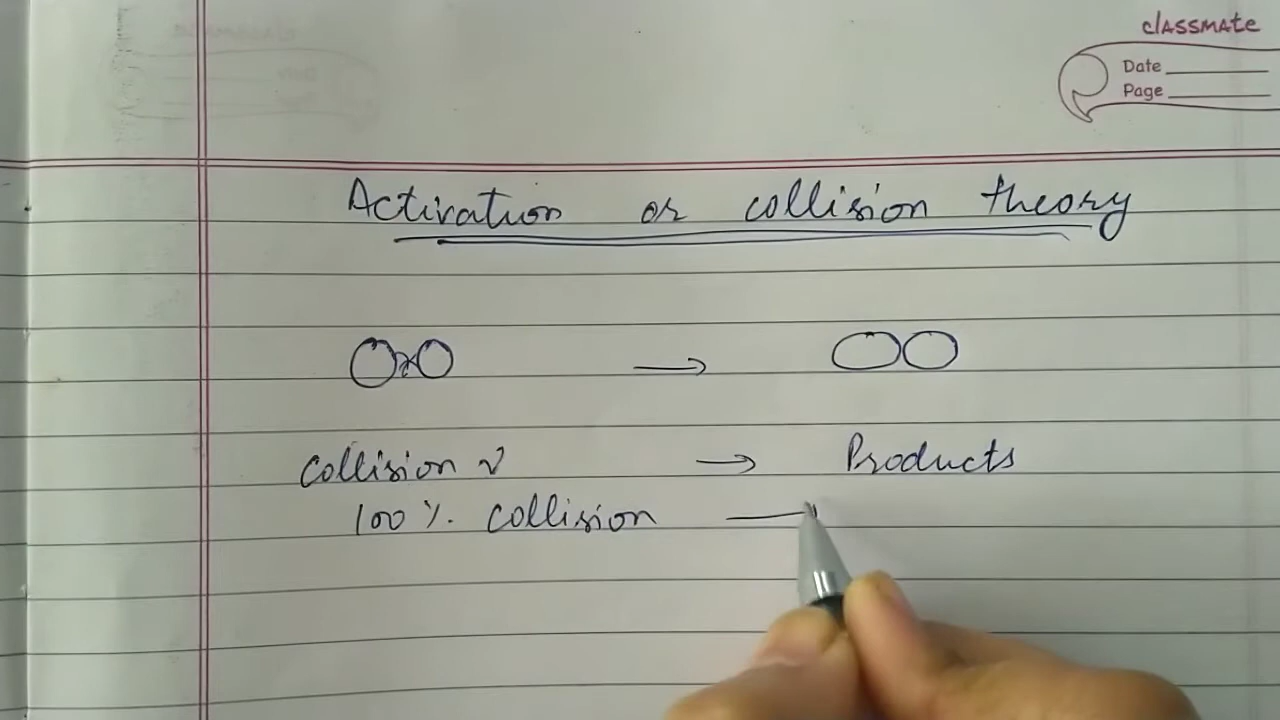 classmate
Date
Page
Activation or collision theory
→
Collision ✓ → Products
100 %. collision —